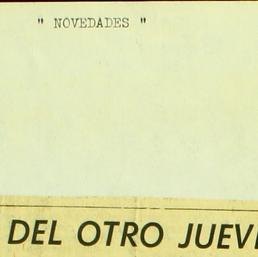 " NOVEDADES "
DEL OTRO JUEV